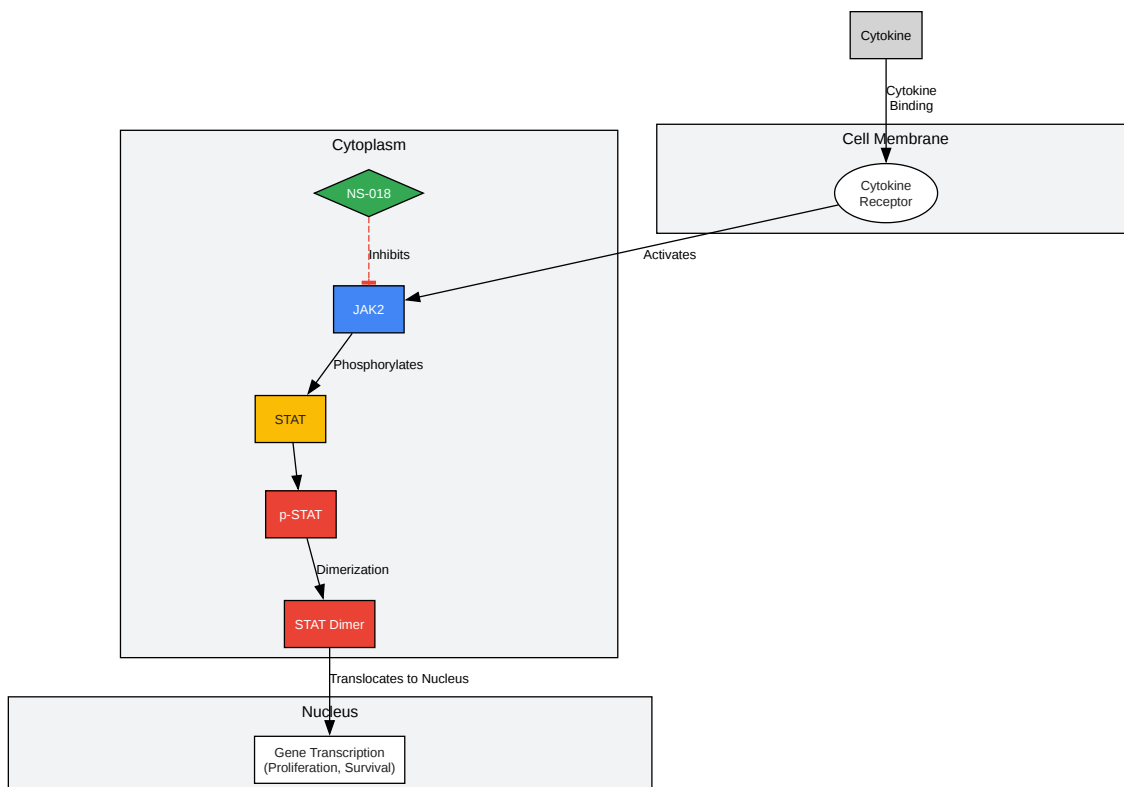 Cytokine
Cytokine
Binding
Cell Membrane
Cytokine
Receptor
Cytoplasm
NS-018
Inhibits
Activates
JAK2
Phosphorylates
STAT
p-STAT
Dimerization
STAT Dimer
Translocates to Nucleus
Nucleus
Gene Transcription
(Proliferation, Survival)